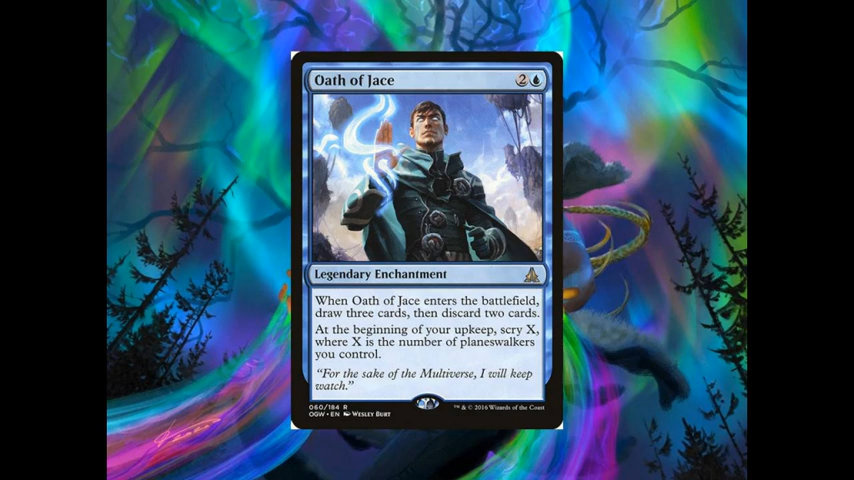 Oath of Jace 2
Legendary Enchantment
When Oath of Jace enters the battlefield,
draw three cards, then discard two cards.
At the beginning of your upkeep, scry X,
where X is the number of planeswalkers
you control.
“For the sake of the Multiverse, I will keep
watch.”
060/184 R
OGW • EN Wesley Burt
™ & © 2016 Wizards of the Coast